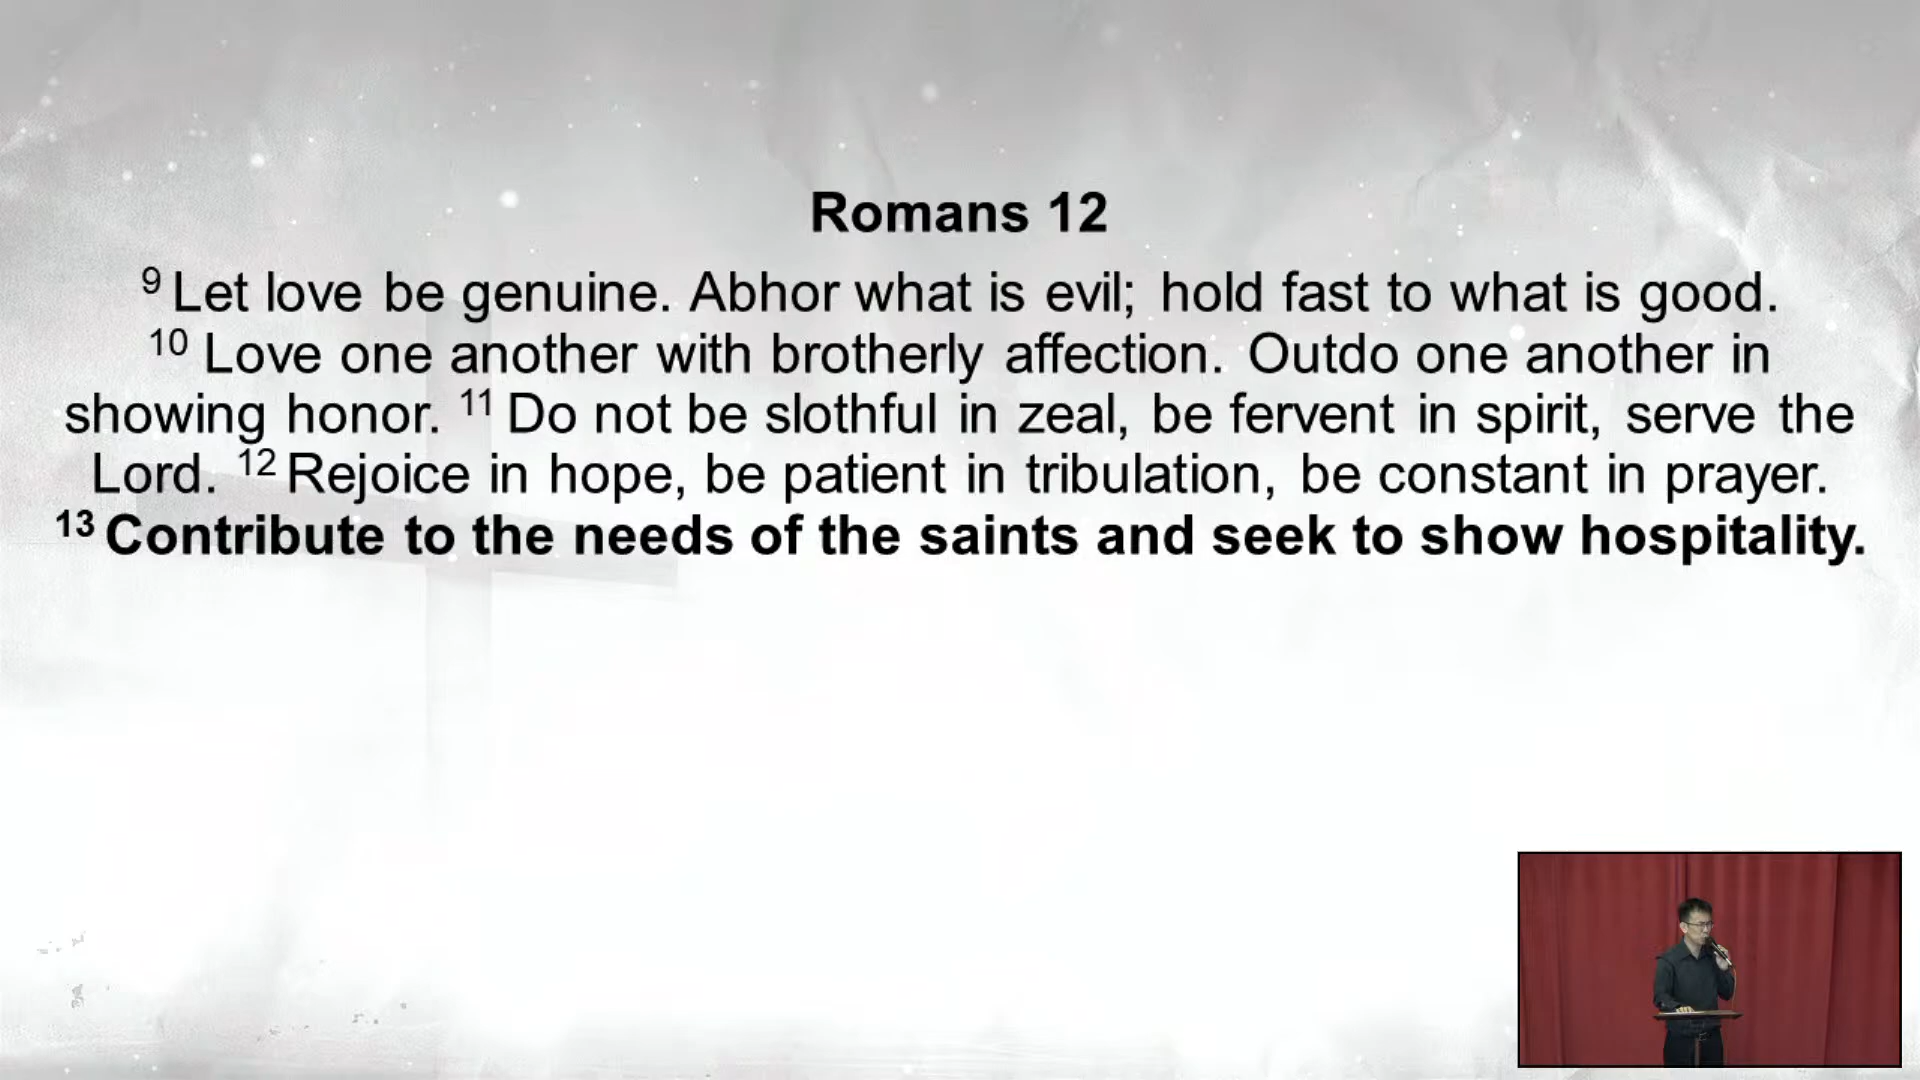 Romans 12
9 Let love be genuine. Abhor what is evil; hold fast to what is good.
10 Love one another with brotherly affection. Outdo one another in
showing honor. 11 Do not be slothful in zeal, be fervent in spirit, serve the
Lord. 12 Rejoice in hope, be patient in tribulation, be constant in prayer.
13 Contribute to the needs of the saints and seek to show hospitality.